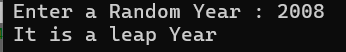 Enter a Random Year : 2008
It is a leap Year